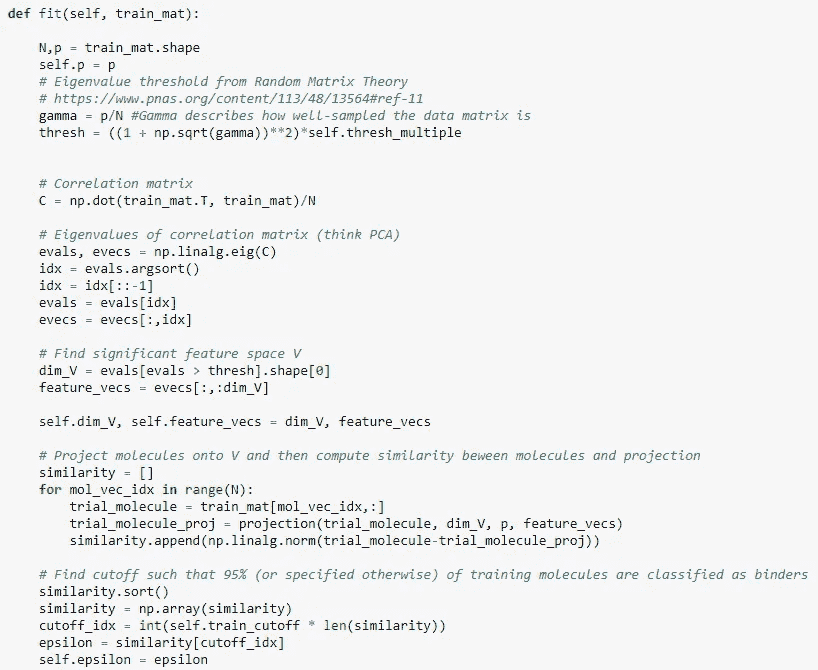 def fit(self, train_mat):
N,p = train_mat.shape
self.p = p
# Eigenvalue threshold from Random Matrix Theory
# https://www.pnas.org/content/113/48/13564#ref-11
gamma = p/N #Gamma describes how well-sampled the data matrix is
thresh = ((1 + np.sqrt(gamma))**2)*self.thresh_multiple
# Correlation matrix
C = np.dot(train_mat.T, train_mat)/N
# Eigenvalues of correlation matrix (think PCA)
evals, evecs = np.linalg.eig(C)
idx = evals.argsort()
idx = idx[::-1]
evals = evals[idx]
evecs = evecs[:,idx]
# Find significant feature space V
dim_V = evals[evals > thresh].shape[0]
feature_vecs = evecs[:,:dim_V]
self.dim_V, self.feature_vecs = dim_V, feature_vecs
# Project molecules onto V and then compute similarity beween molecules and projection
similarity = []
for mol_vec_idx in range(N):
trial_molecule = train_mat[mol_vec_idx,:]
trial_molecule_proj = projection(trial_molecule, dim_V, p, feature_vecs)
similarity.append(np.linalg.norm(trial_molecule-trial_molecule_proj))
# Find cutoff such that 95% (or specified otherwise) of training molecules are classified as binders
similarity.sort()
similarity = np.array(similarity)
cutoff_idx = int(self.train_cutoff * len(similarity))
epsilon = similarity[cutoff_idx]
self.epsilon = epsilon